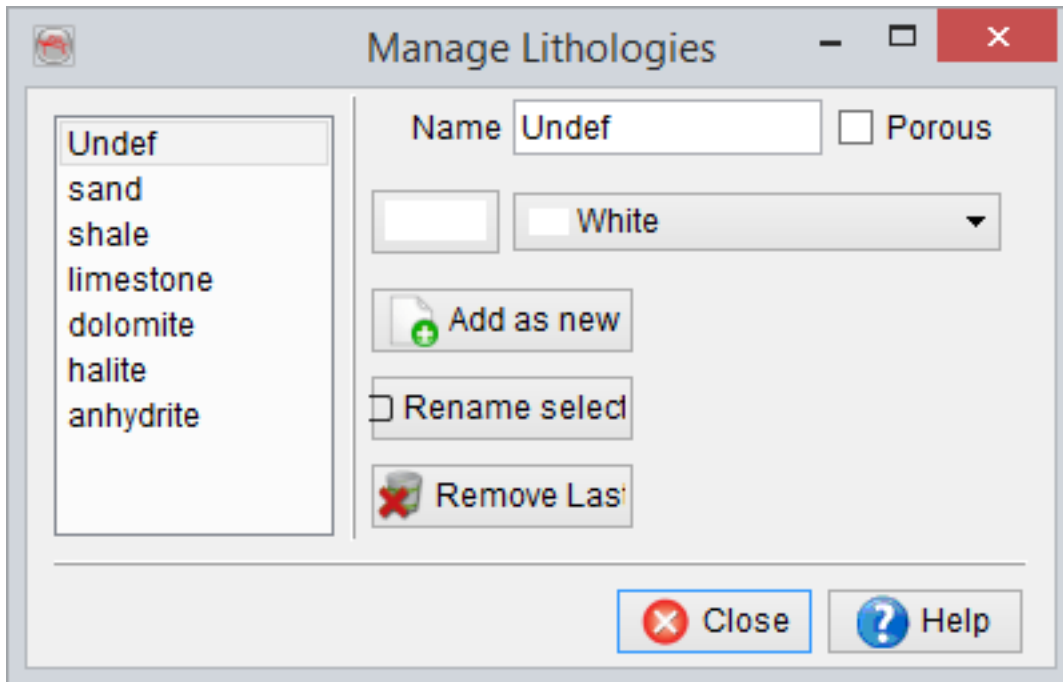 Manage Lithologies
Undef
sand
shale
limestone
dolomite
halite
anhydrite
Name Undef Porous
White
Add as new
Rename select
Remove Las
Close Help